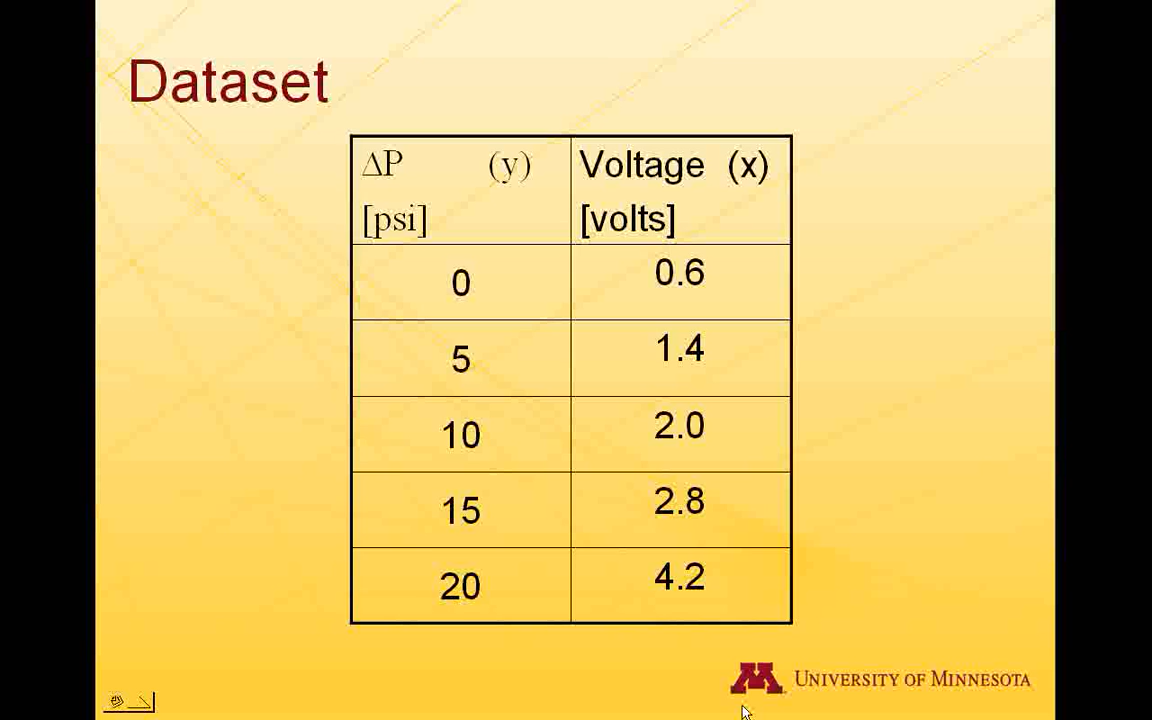 Dataset
ΔP (y) Voltage (x)
[psi] [volts]
0 0.6
5 1.4
10 2.0
15 2.8
20 4.2
M UNIVERSITY OF MINNESOTA